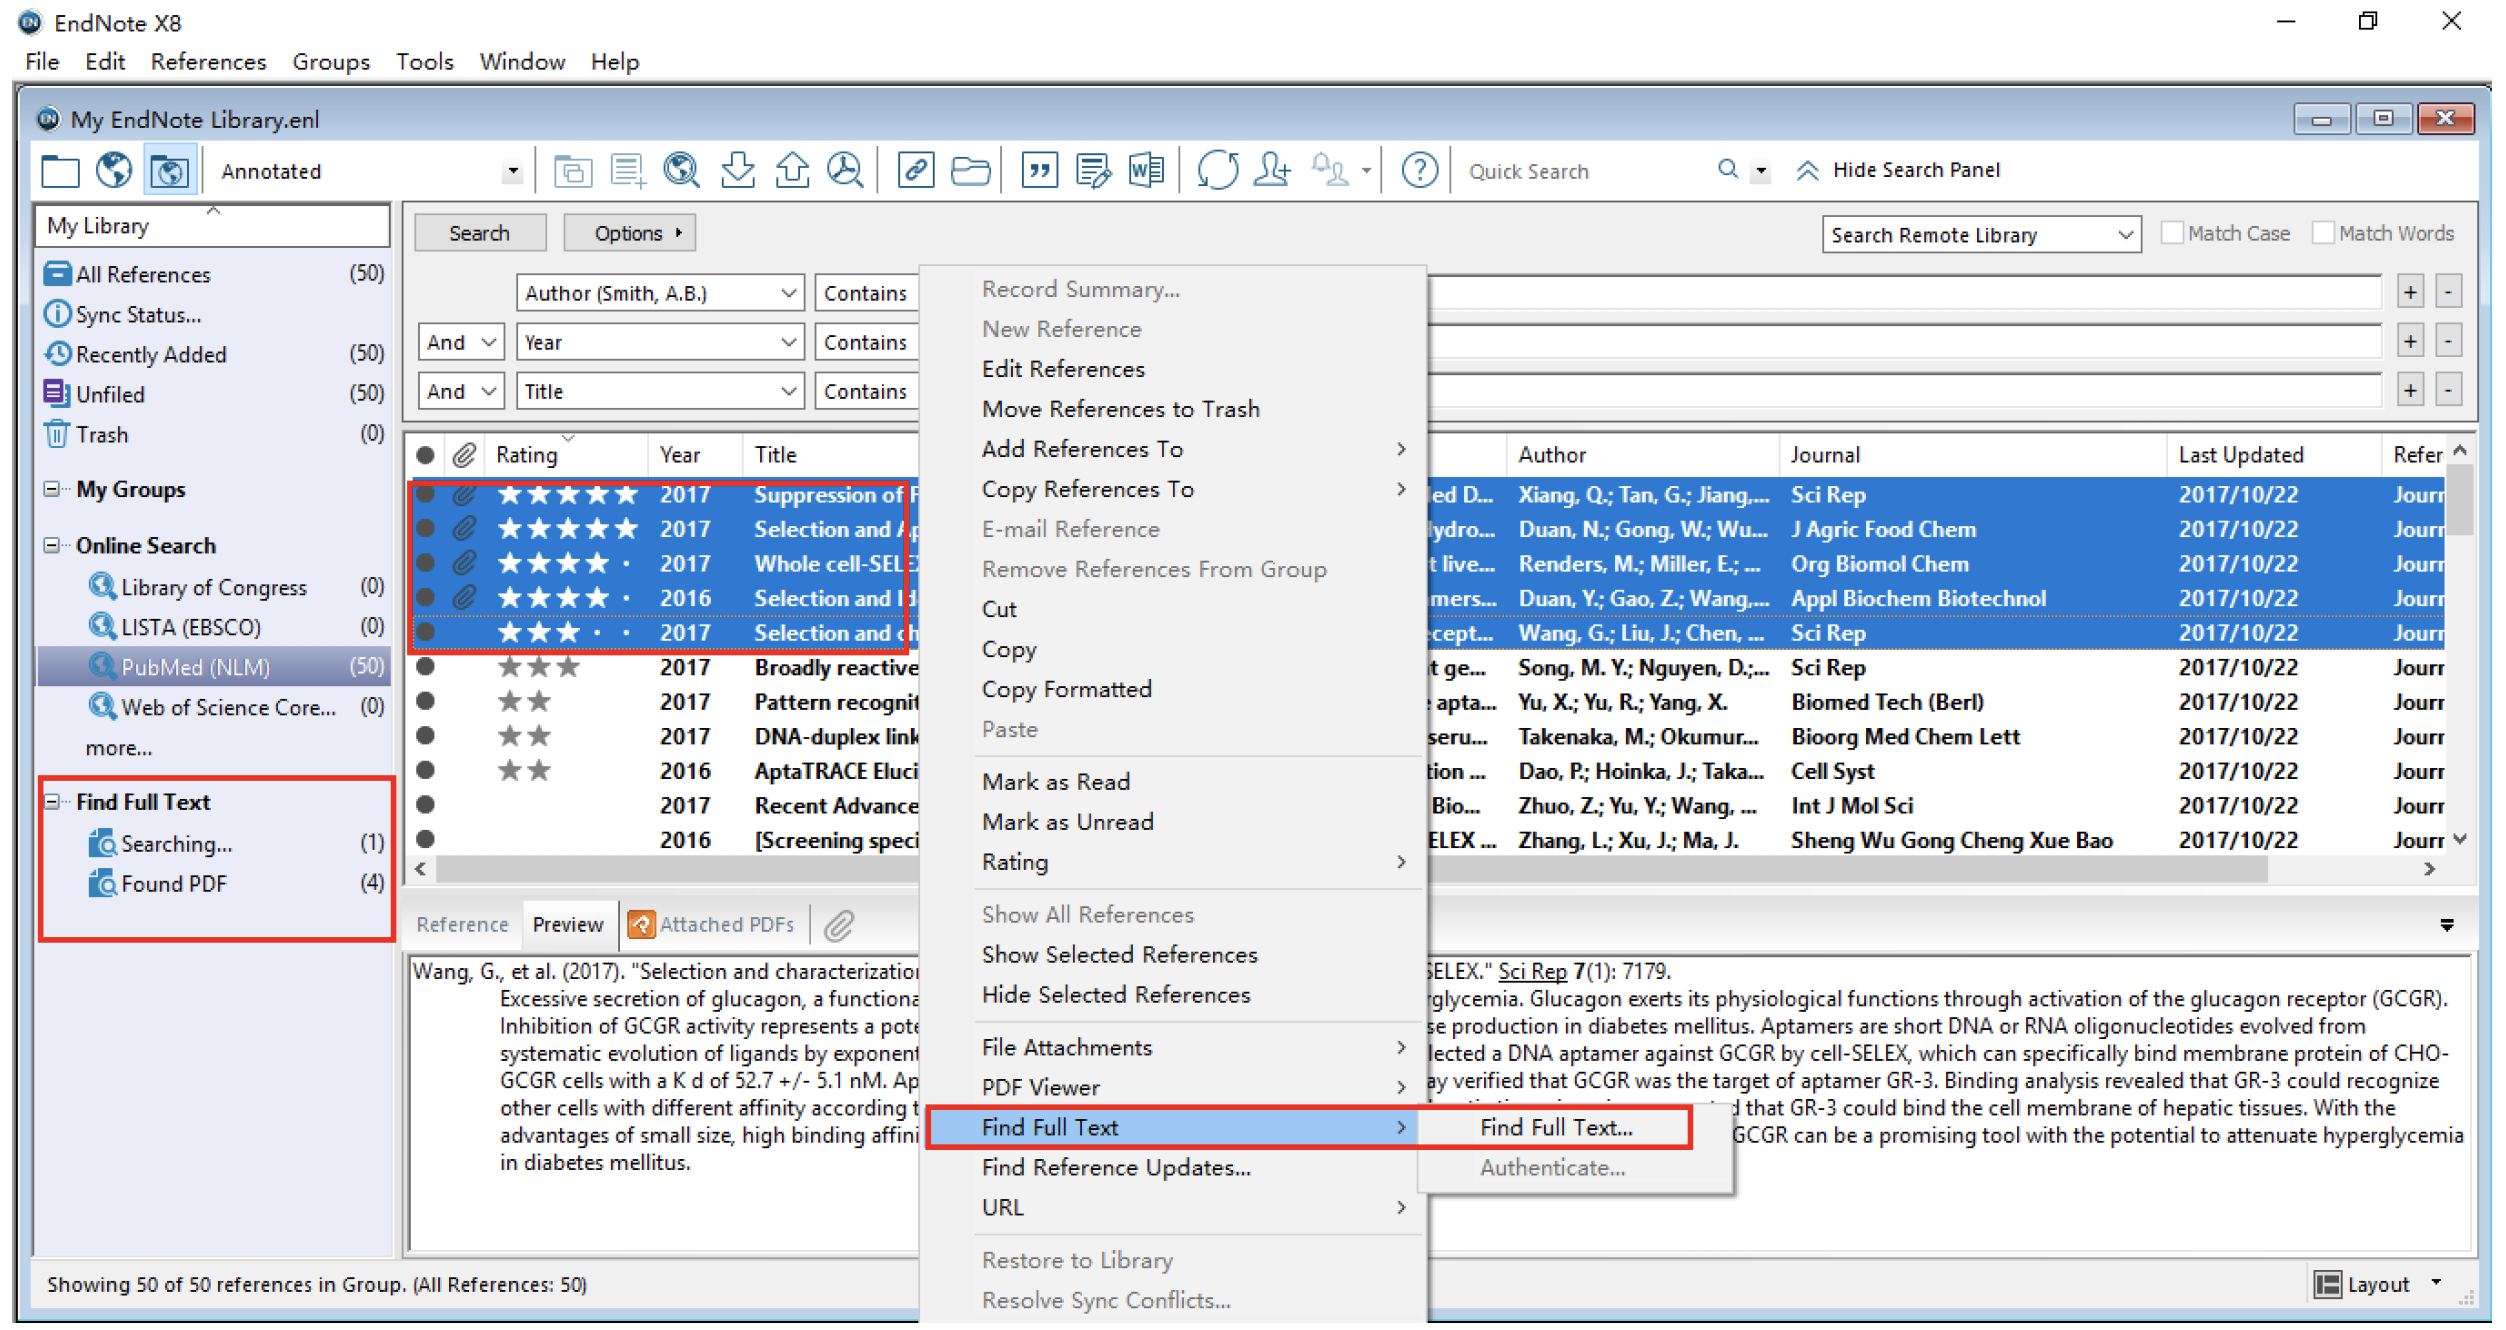 EndNote X8
File Edit References Groups Tools Window Help
My EndNote Library.enl
Annotated Quick Search Hide Search Panel
My Library
All References (50)
Sync Status...
Recently Added (50)
Unfiled (50)
Trash (0)
My Groups
Online Search
Library of Congress (0)
LISTA (EBSCO) (0)
PubMed (NLM) (50)
Web of Science Core... (0)
more...
Find Full Text
Searching... (1)
Found PDF (4)
Search Options Search Remote Library Match Case Match Words
Author (Smith, A.B.) Contains + -
And Year Contains + -
And Title Contains + -
Rating Year Title Author Journal Last Updated Refer
2017 Suppression of F led D... Xiang, Q.; Tan, G.; Jiang,... Sci Rep 2017/10/22 Journ
2017 Selection and Ap lydro... Duan, N.; Gong, W.; Wu... J Agric Food Chem 2017/10/22 Journ
2017 Whole cell-SELE t live... Renders, M.; Miller, E.; ... Org Biomol Chem 2017/10/22 Journ
2016 Selection and Id mers... Duan, Y.; Gao, Z.; Wang,... Appl Biochem Biotechnol 2017/10/22 Journ
2017 Selection and ch cept... Wang, G.; Liu, J.; Chen, ... Sci Rep 2017/10/22 Journ
2017 Broadly reactive t ge... Song, M. Y.; Nguyen, D.;... Sci Rep 2017/10/22 Journ
2017 Pattern recognit apta... Yu, X.; Yu, R.; Yang, X. Biomed Tech (Berl) 2017/10/22 Journ
2017 DNA-duplex link seru... Takenaka, M.; Okumur... Bioorg Med Chem Lett 2017/10/22 Journ
2016 AptaTRACE Eluci tion ... Dao, P.; Hoinka, J.; Taka... Cell Syst 2017/10/22 Journ
2017 Recent Advance Bio... Zhuo, Z.; Yu, Y.; Wang, ... Int J Mol Sci 2017/10/22 Journ
2016 [Screening speci ELEX ... Zhang, L.; Xu, J.; Ma, J. Sheng Wu Gong Cheng Xue Bao 2017/10/22 Journ
Record Summary...
New Reference
Edit References
Move References to Trash
Add References To
Copy References To
E-mail Reference
Remove References From Group
Cut
Copy
Copy Formatted
Paste
Mark as Read
Mark as Unread
Rating
Show All References
Show Selected References
Hide Selected References
File Attachments
PDF Viewer
Find Full Text
Find Reference Updates...
URL
Restore to Library
Resolve Sync Conflicts...
Find Full Text...
Authenticate...
Reference Preview Attached PDFs
Wang, G., et al. (2017). "Selection and characterization SELEX." Sci Rep 7(1): 7179.
Excessive secretion of glucagon, a functiona rglycemia. Glucagon exerts its physiological functions through activation of the glucagon receptor (GCGR).
Inhibition of GCGR activity represents a pote se production in diabetes mellitus. Aptamers are short DNA or RNA oligonucleotides evolved from
systematic evolution of ligands by exponent lected a DNA aptamer against GCGR by cell-SELEX, which can specifically bind membrane protein of CHO-
GCGR cells with a K d of 52.7 +/- 5.1 nM. Ap ay verified that GCGR was the target of aptamer GR-3. Binding analysis revealed that GR-3 could recognize
other cells with different affinity according t d that GR-3 could bind the cell membrane of hepatic tissues. With the
advantages of small size, high binding affini GCGR can be a promising tool with the potential to attenuate hyperglycemia
in diabetes mellitus.
Showing 50 of 50 references in Group. (All References: 50) Layout